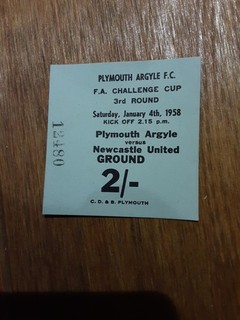 PLYMOUTH ARGYLE F.C.
F.A. CHALLENGE CUP
3rd ROUND
Saturday, January 4th, 1958
KICK OFF 2.15 p.m.
Plymouth Argyle
versus
Newcastle United
GROUND
2/-
C. D. & S. PLYMOUTH
12480